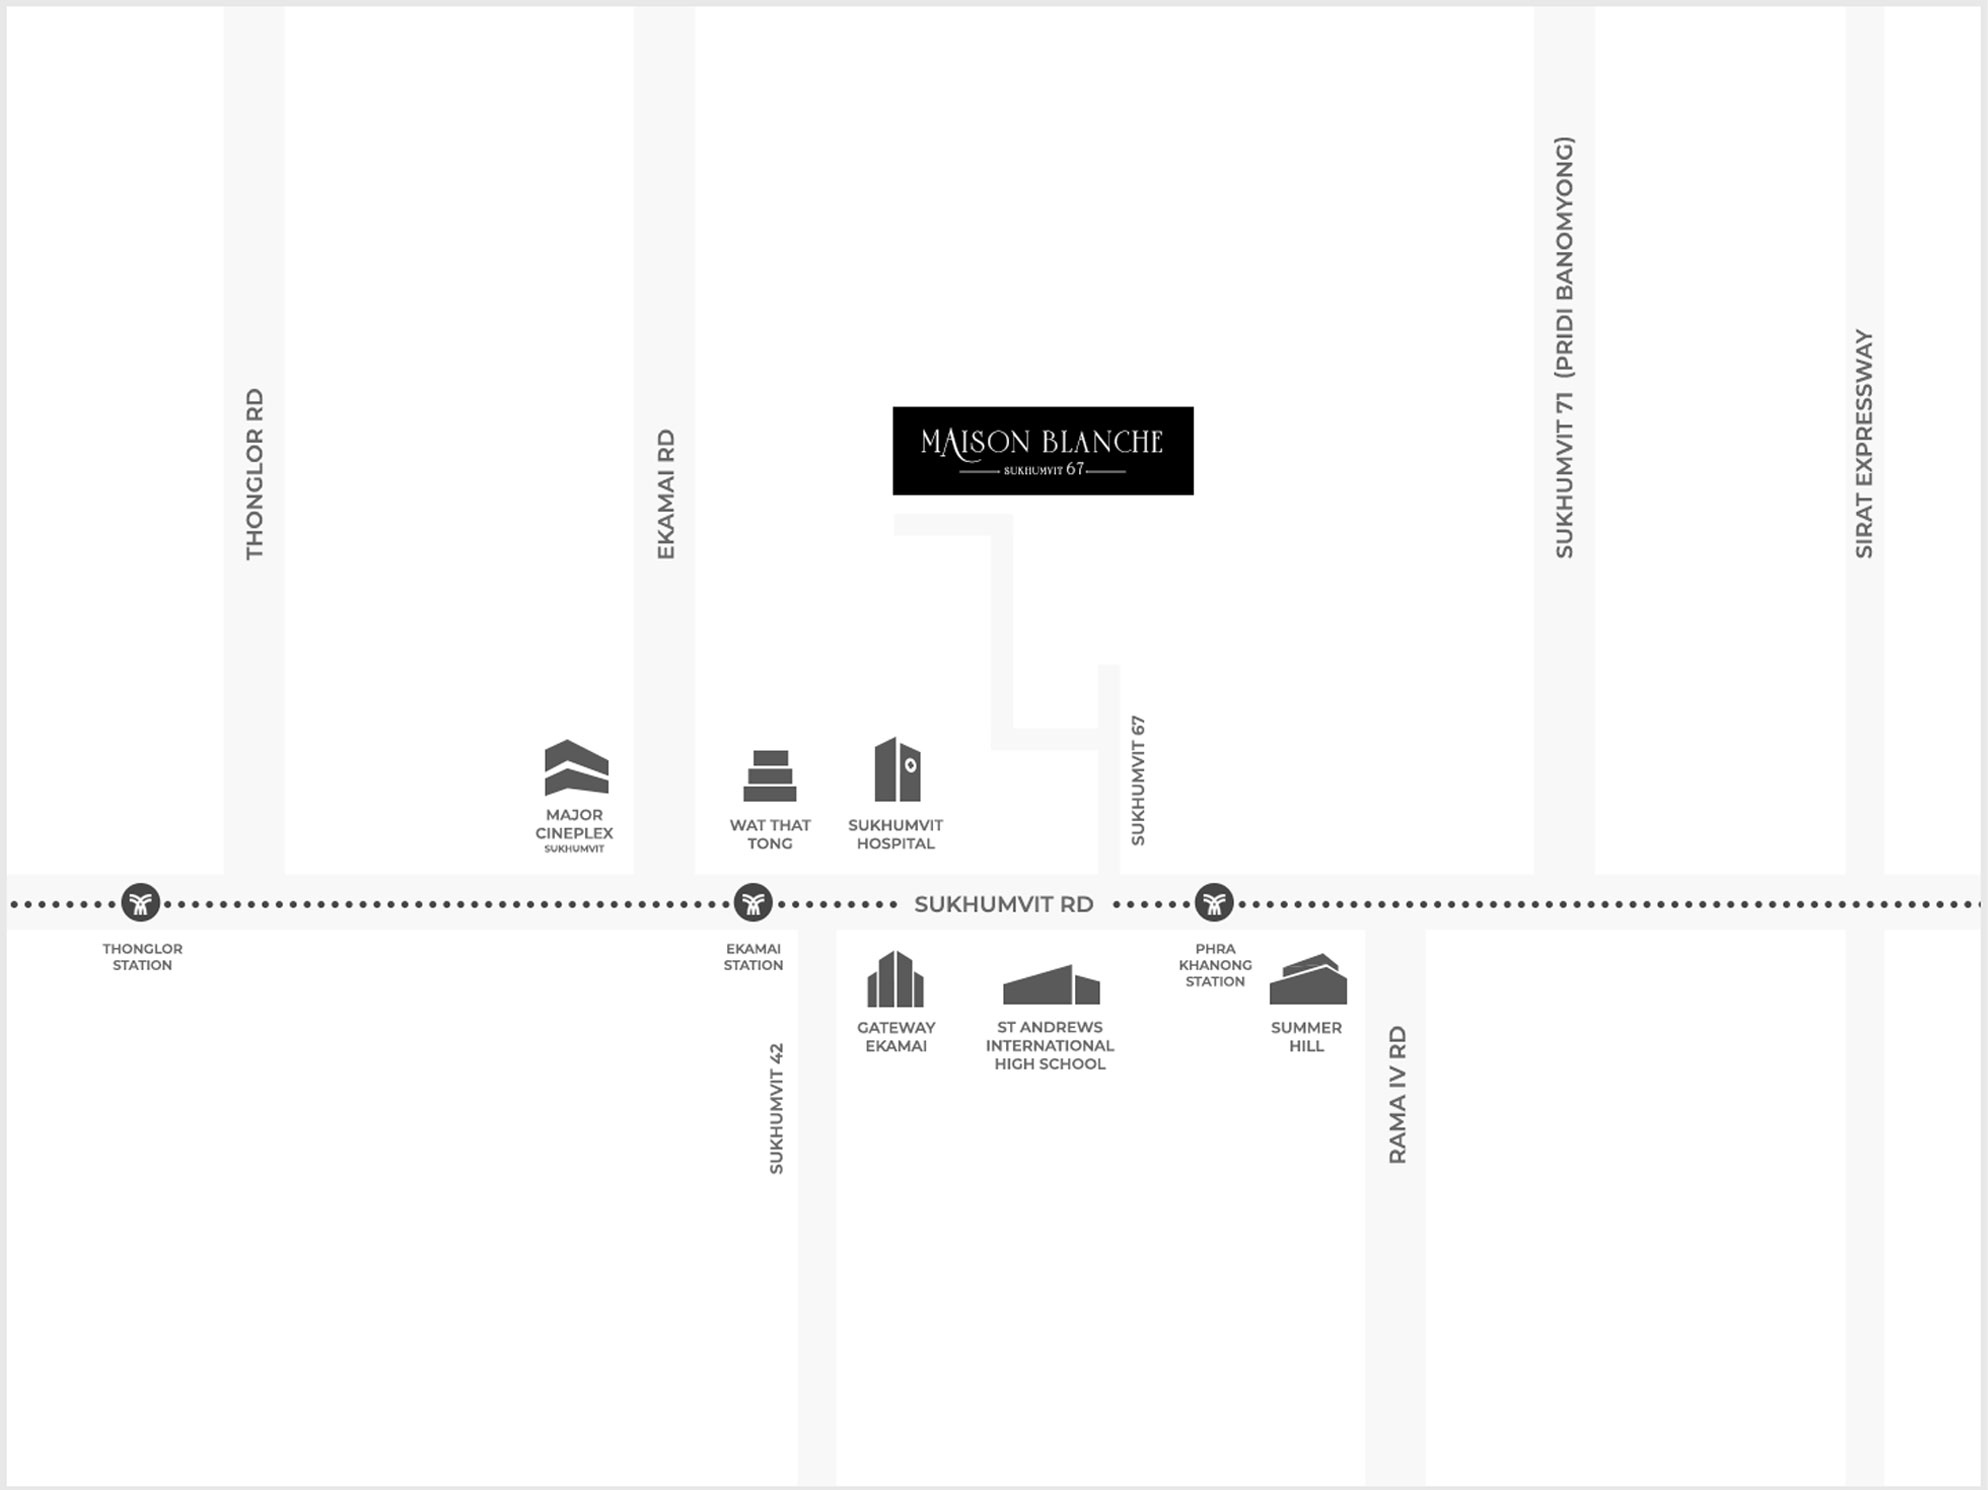 SUKHUMVIT 71 (PRIDI BANOMYONG)
SIRAT EXPRESSWAY
THONGLOR RD
EKAMAI RD
MAISON BLANCHE
SUKHUMVIT 67
SUKHUMVIT 67
MAJOR
CINEPLEX
SUKHUMVIT
WAT THAT
TONG
SUKHUMVIT
HOSPITAL
SUKHUMVIT RD
THONGLOR
STATION
EKAMAI
STATION
PHRA
KHANONG
STATION
GATEWAY
EKAMAI
ST ANDREWS
INTERNATIONAL
HIGH SCHOOL
SUMMER
HILL
SUKHUMVIT 42
RAMA IV RD